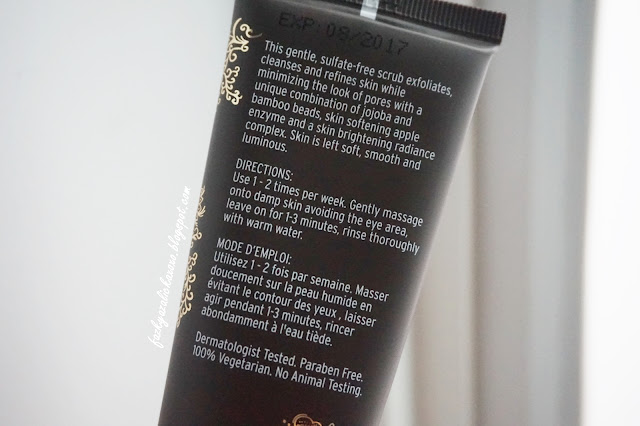 EXP: 08/2017
This gentle, sulfate-free scrub exfoliates,
cleanses and refines skin while
minimizing the look of pores with a
unique combination of jojoba and
bamboo beads, skin softening apple
enzyme and a skin brightening radiance
complex. Skin is left soft, smooth and
luminous.
DIRECTIONS:
Use 1 - 2 times per week. Gently massage
onto damp skin avoiding the eye area,
leave on for 1-3 minutes, rinse thoroughly
with warm water.
MODE D'EMPLOI:
Utilisez 1 - 2 fois par semaine. Masser
doucement sur la peau humide en
évitant le contour des yeux , laisser
agir pendant 1-3 minutes, rincer
abondamment à l'eau tiède.
Dermatologist Tested. Paraben Free.
100% Vegetarian. No Animal Testing.